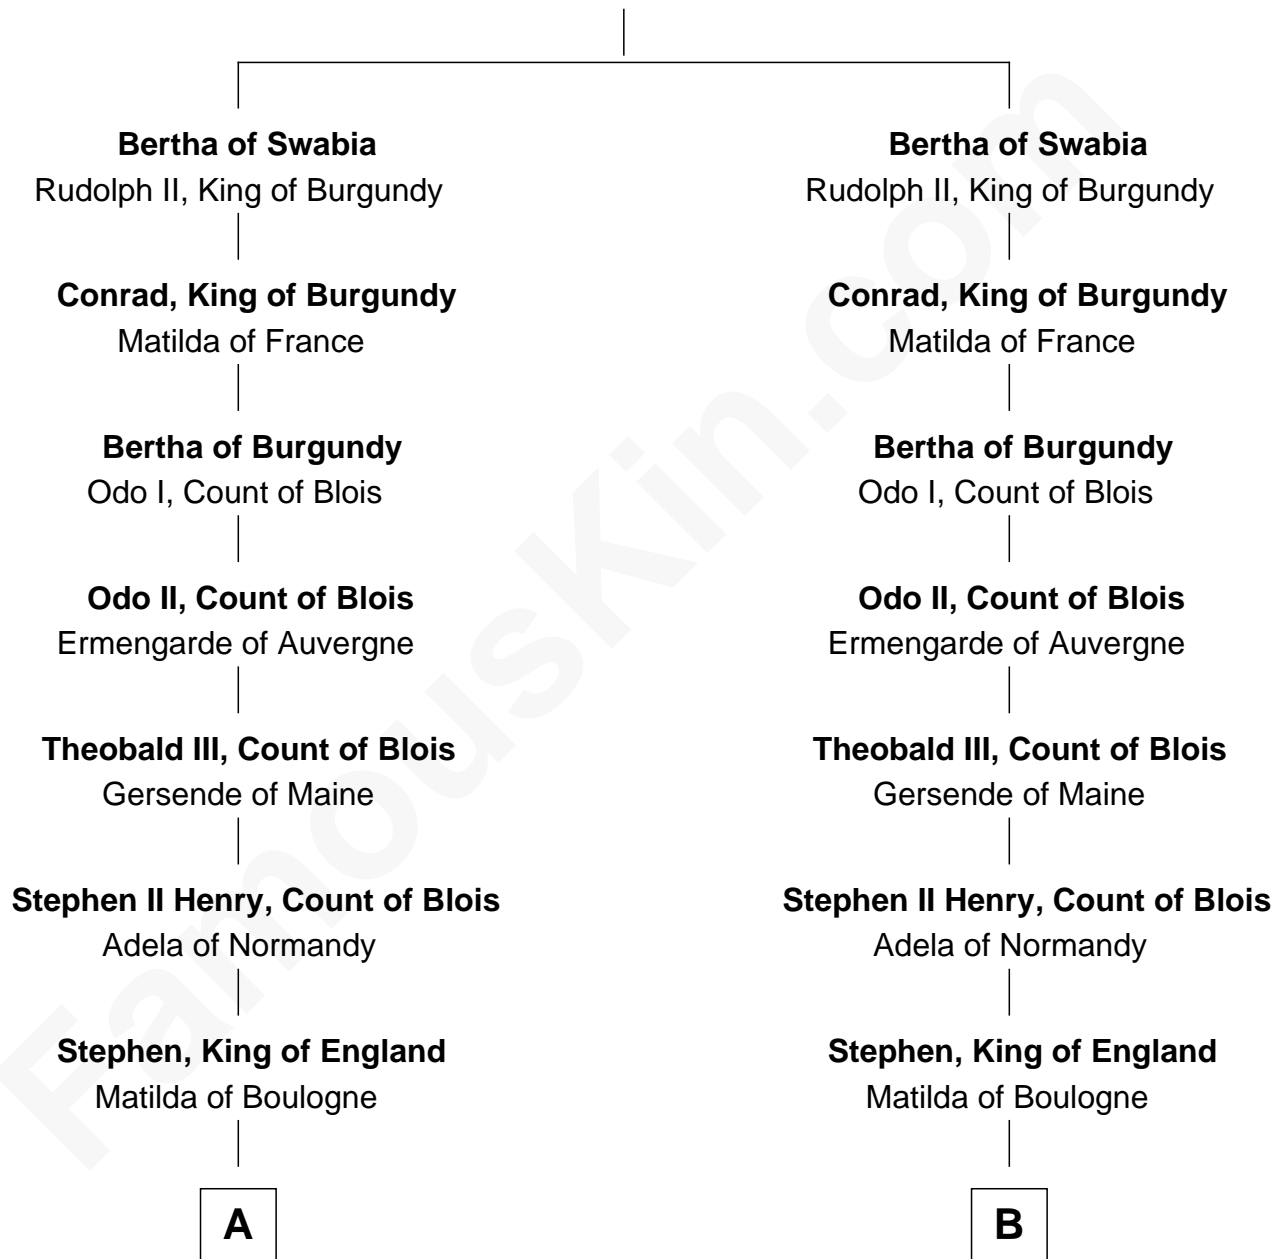 Bertha of Swabia
Rudolph II, King of Burgundy
Conrad, King of Burgundy
Matilda of France
Bertha of Burgundy
Odo I, Count of Blois
Odo II, Count of Blois
Ermengarde of Auvergne
Theobald III, Count of Blois
Gersende of Maine
Stephen II Henry, Count of Blois
Adela of Normandy
Stephen, King of England
Matilda of Boulogne
A
Bertha of Swabia
Rudolph II, King of Burgundy
Conrad, King of Burgundy
Matilda of France
Bertha of Burgundy
Odo I, Count of Blois
Odo II, Count of Blois
Ermengarde of Auvergne
Theobald III, Count of Blois
Gersende of Maine
Stephen II Henry, Count of Blois
Adela of Normandy
Stephen, King of England
Matilda of Boulogne
B
FamousKin.com